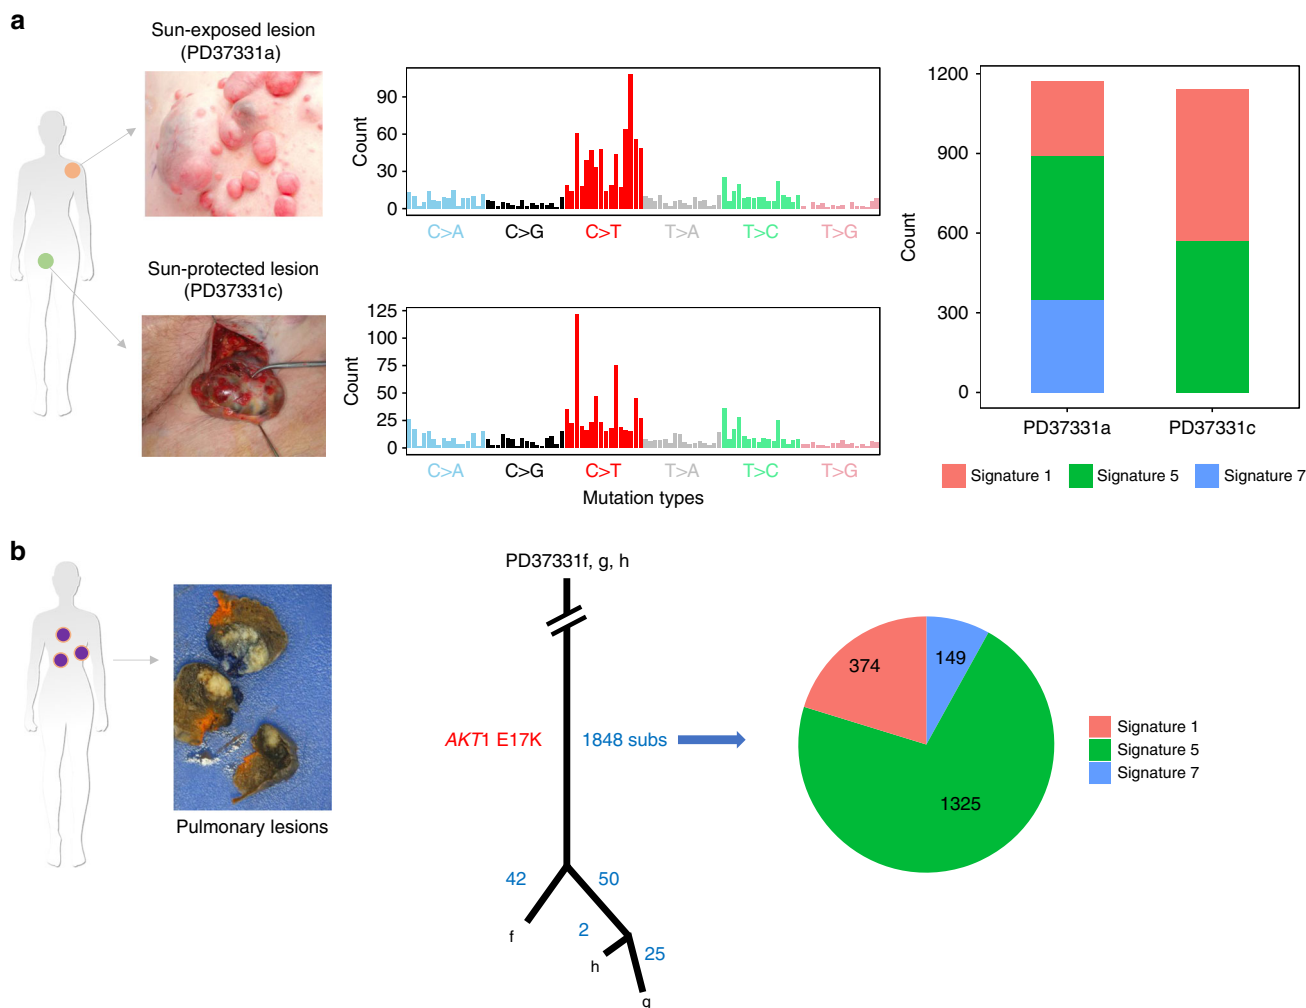 a
Sun-exposed lesion
(PD37331a)
Count
90
60
30
0
C>A C>G C>T T>A T>C T>G
Sun-protected lesion
(PD37331c)
Count
125
100
75
50
25
0
C>A C>G C>T T>A T>C T>G
Mutation types
Count
1200
900
600
300
0
PD37331a PD37331c
Signature 1 Signature 5 Signature 7
b
Pulmonary lesions
PD37331f, g, h
AKT1 E17K 1848 subs
42 50
f
2
h
25
g
374 149
1325
Signature 1
Signature 5
Signature 7